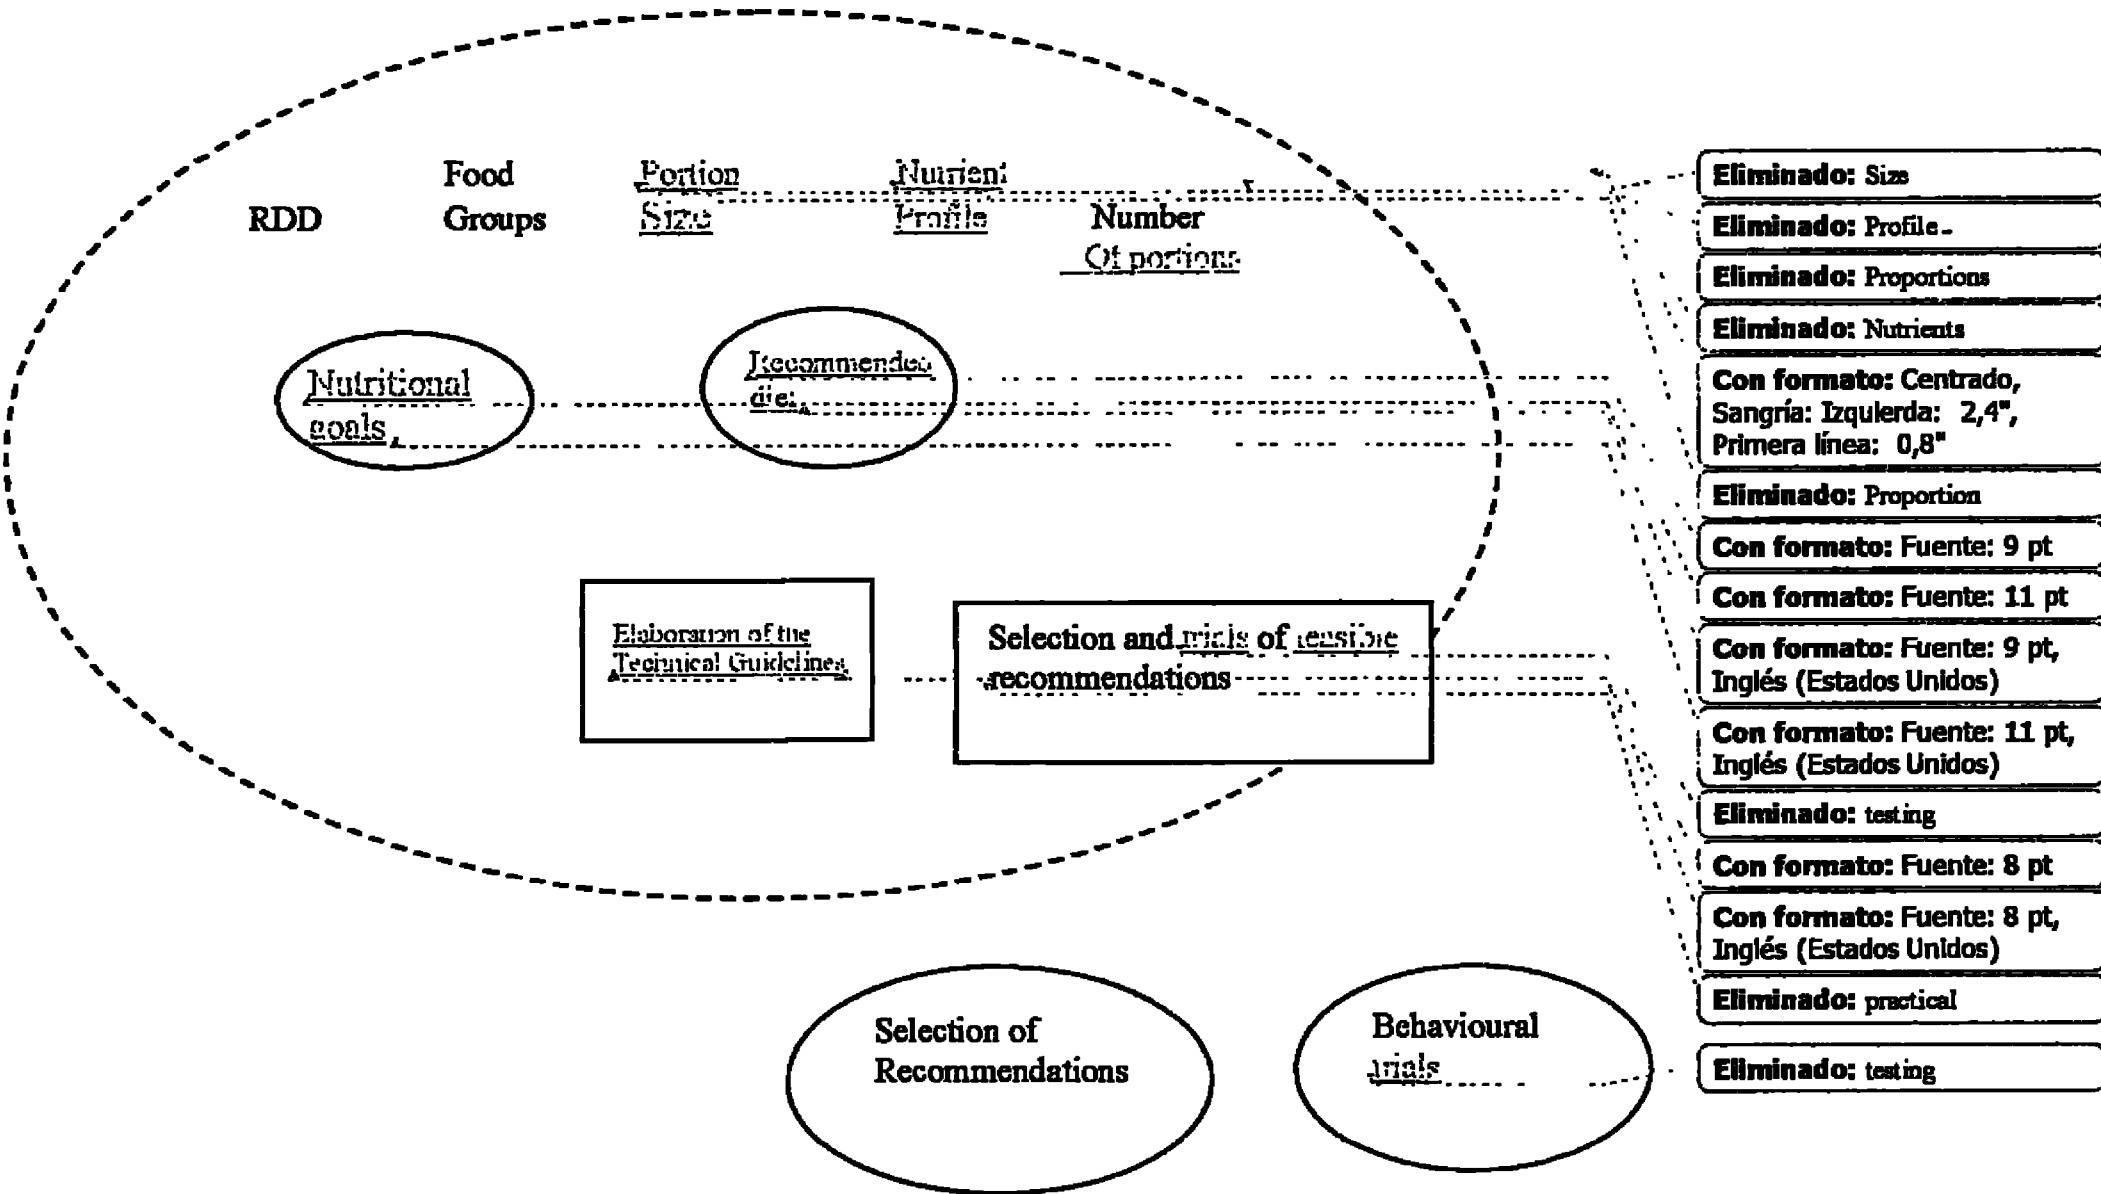 Food
Groups
RDD
Portion
Size
Nutrient
Profile
Number
Of portions
Nutritional
goals
Recommended
diet
Elaboration of the
Technical Guidelines
Selection and trials of feasible
recommendations
Selection of
Recommendations
Behavioural
trials
Eliminado: Size
Eliminado: Profile
Eliminado: Proportions
Eliminado: Nutrients
Con formato: Centrado,
Sangría: Izquierda: 2,4",
Primera línea: 0,8"
Eliminado: Proportion
Con formato: Fuente: 9 pt
Con formato: Fuente: 11 pt
Con formato: Fuente: 9 pt,
Inglés (Estados Unidos)
Con formato: Fuente: 11 pt,
Inglés (Estados Unidos)
Eliminado: testing
Con formato: Fuente: 8 pt
Con formato: Fuente: 8 pt,
Inglés (Estados Unidos)
Eliminado: practical
Eliminado: testing